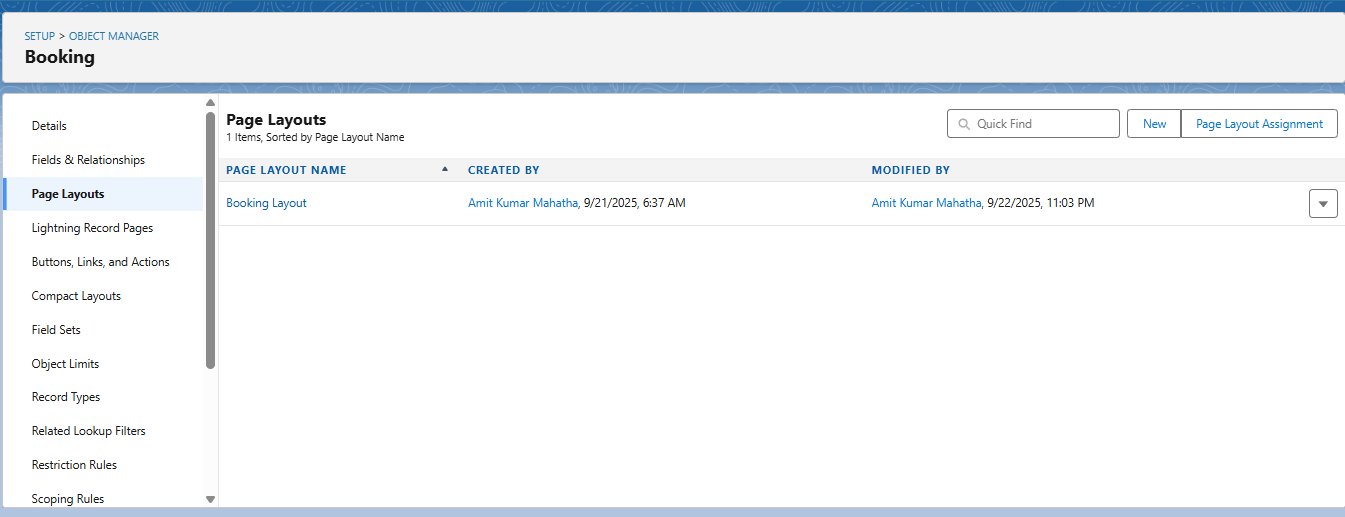 SETUP > OBJECT MANAGER
Booking
Details
Fields & Relationships
Page Layouts
Lightning Record Pages
Buttons, Links, and Actions
Compact Layouts
Field Sets
Object Limits
Record Types
Related Lookup Filters
Restriction Rules
Scoping Rules
Page Layouts
1 Items, Sorted by Page Layout Name
Quick Find
New
Page Layout Assignment
PAGE LAYOUT NAME CREATED BY MODIFIED BY
Booking Layout Amit Kumar Mahatha, 9/21/2025, 6:37 AM Amit Kumar Mahatha, 9/22/2025, 11:03 PM